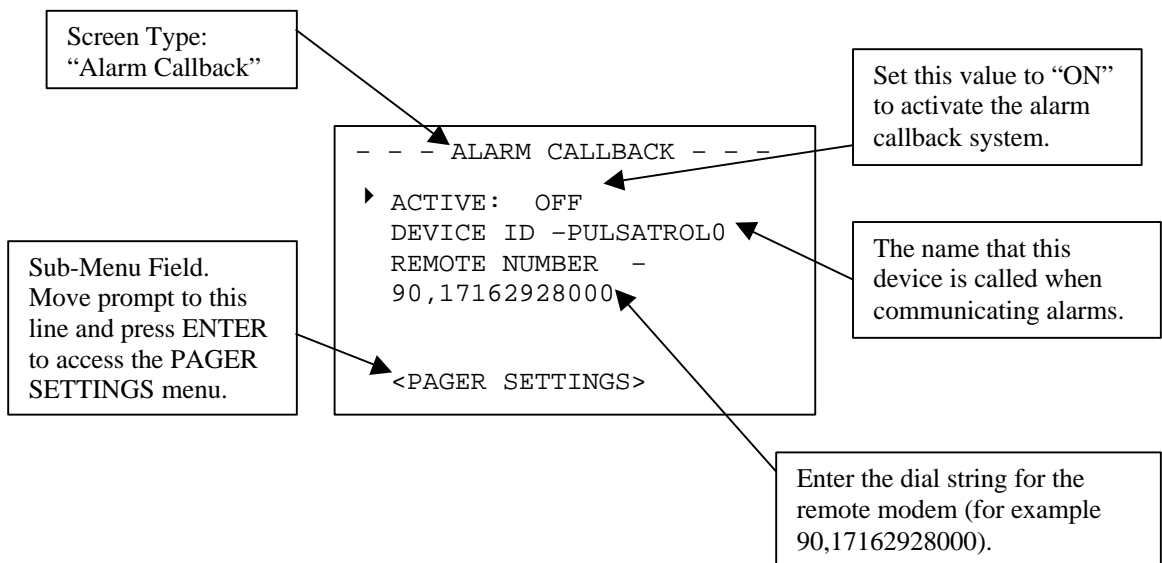 Screen Type:
“Alarm Callback”
Set this value to “ON”
to activate the alarm
callback system.
– – – ALARM CALLBACK – – –
ACTIVE: OFF
DEVICE ID –PULSATROL0
REMOTE NUMBER –
90,17162928000
<PAGER SETTINGS>
The name that this
device is called when
communicating alarms.
Sub-Menu Field.
Move prompt to this
line and press ENTER
to access the PAGER
SETTINGS menu.
Enter the dial string for the
remote modem (for example
90,17162928000).